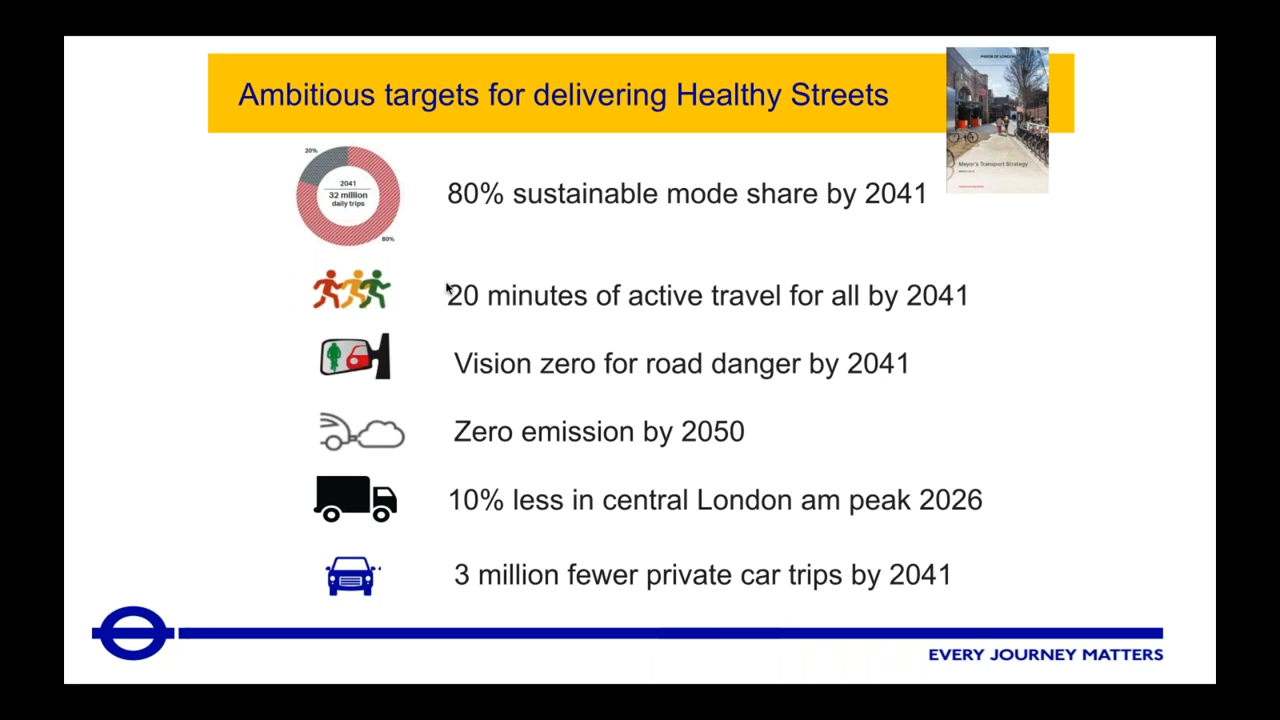 Ambitious targets for delivering Healthy Streets
MAYOR OF LONDON
Mayor's Transport Strategy
20%
2041
32 million
daily trips
80%
80% sustainable mode share by 2041
20 minutes of active travel for all by 2041
Vision zero for road danger by 2041
Zero emission by 2050
10% less in central London am peak 2026
3 million fewer private car trips by 2041
EVERY JOURNEY MATTERS